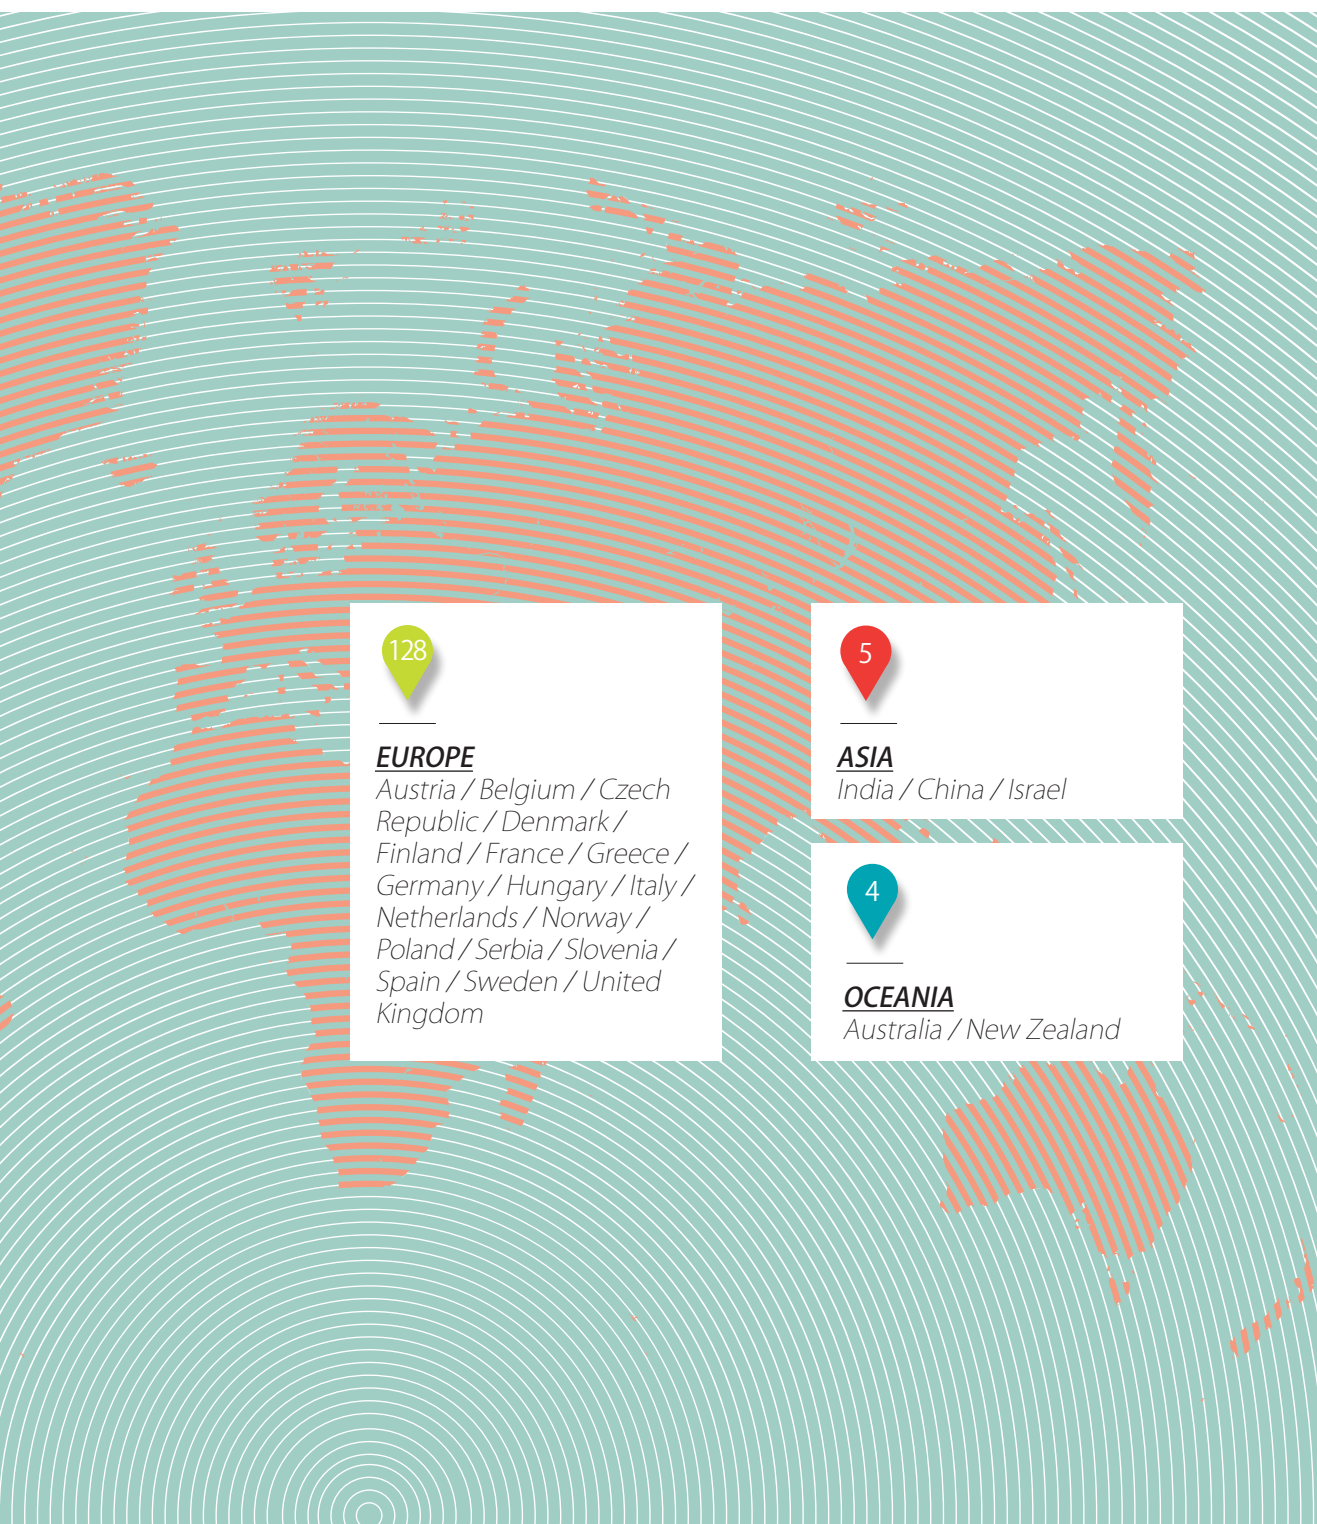 128
EUROPE
Austria / Belgium / Czech
Republic / Denmark /
Finland / France / Greece /
Germany / Hungary / Italy /
Netherlands / Norway /
Poland / Serbia / Slovenia /
Spain / Sweden / United
Kingdom
5
ASIA
India / China / Israel
4
OCEANIA
Australia / New Zealand